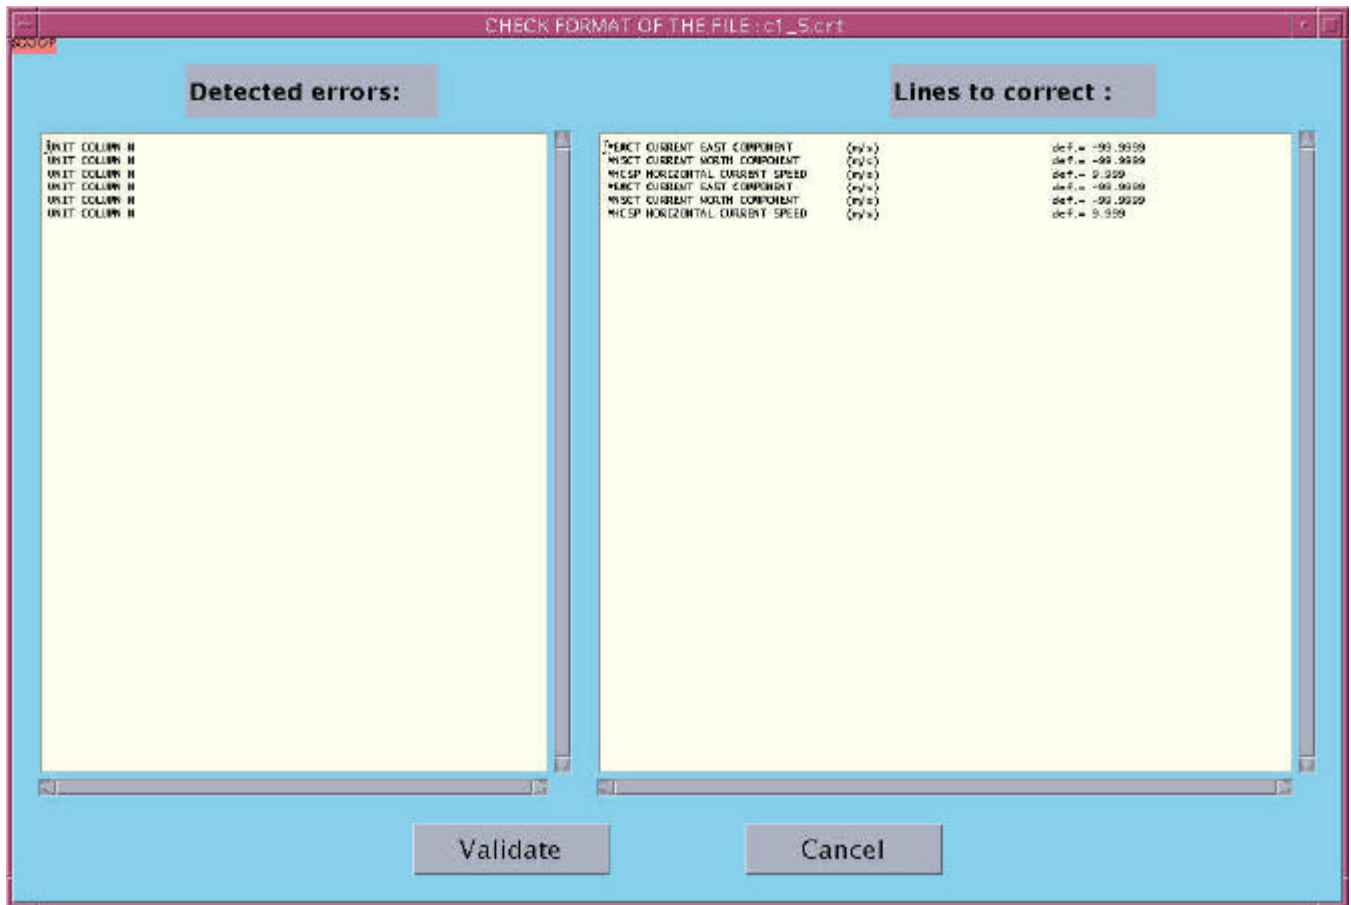 CHECK FORMAT OF THE FILE : c1_5.crt
Detected errors:
Lines to correct :
UNIT COLUMN
UNIT COLUMN
UNIT COLUMN
UNIT COLUMN
UNIT COLUMN
UNIT COLUMN
*EWCT CURRENT EAST COMPONENT (m/s) def.= -99.9999
*NSCT CURRENT NORTH COMPONENT (m/s) def.= -99.9999
*HCSP HORIZONTAL CURRENT SPEED (m/s) def.= 9.999
*EWCT CURRENT EAST COMPONENT (m/s) def.= -99.9999
*NSCT CURRENT NORTH COMPONENT (m/s) def.= -99.9999
*HCSP HORIZONTAL CURRENT SPEED (m/s) def.= 9.999
Validate
Cancel